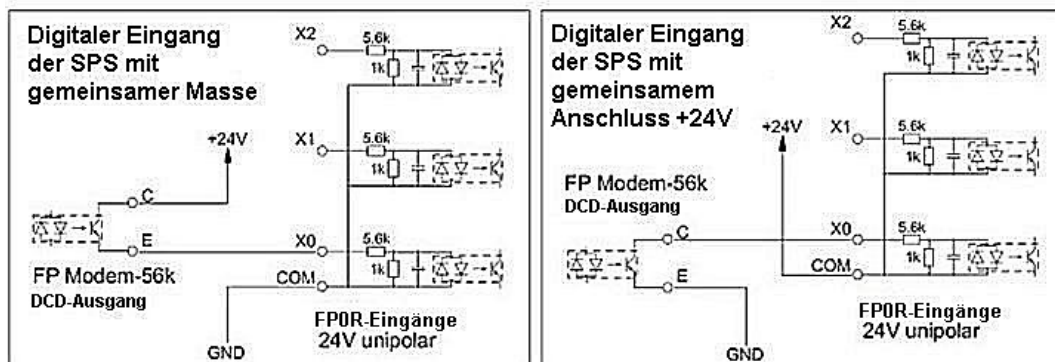 Digitaler Eingang
der SPS mit
gemeinsamer Masse
X2
5.6k
1k
+24V
X1
5.6k
1k
C
E
X0
5.6k
1k
COM
FP Modem-56k
DCD-Ausgang
GND
FP0R-Eingänge
24V unipolar
Digitaler Eingang
der SPS mit
gemeinsamem
Anschluss +24V
X2
5.6k
1k
+24V
X1
5.6k
1k
FP Modem-56k
DCD-Ausgang
C
E
X0
5.6k
1k
COM
GND
FP0R-Eingänge
24V unipolar